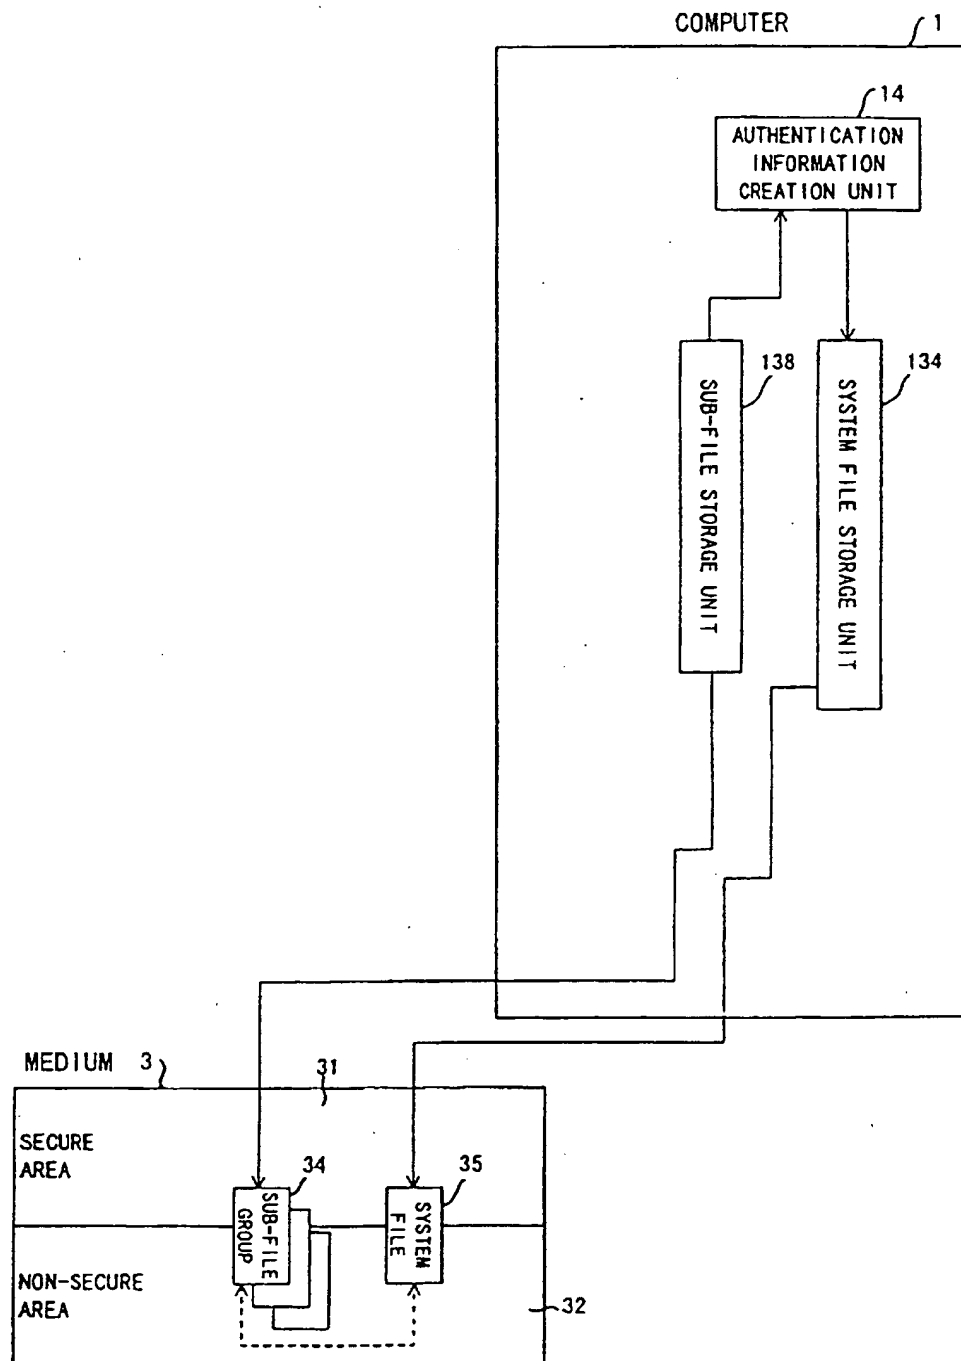 COMPUTER
1
14
AUTHENTICATION
INFORMATION
CREATION UNIT
138
134
SUB-FILE STORAGE UNIT
SYSTEM FILE STORAGE UNIT
MEDIUM 3
31
SECURE
AREA
34
35
SUB-FILE
GROUP
SYSTEM
FILE
NON-SECURE
AREA
32